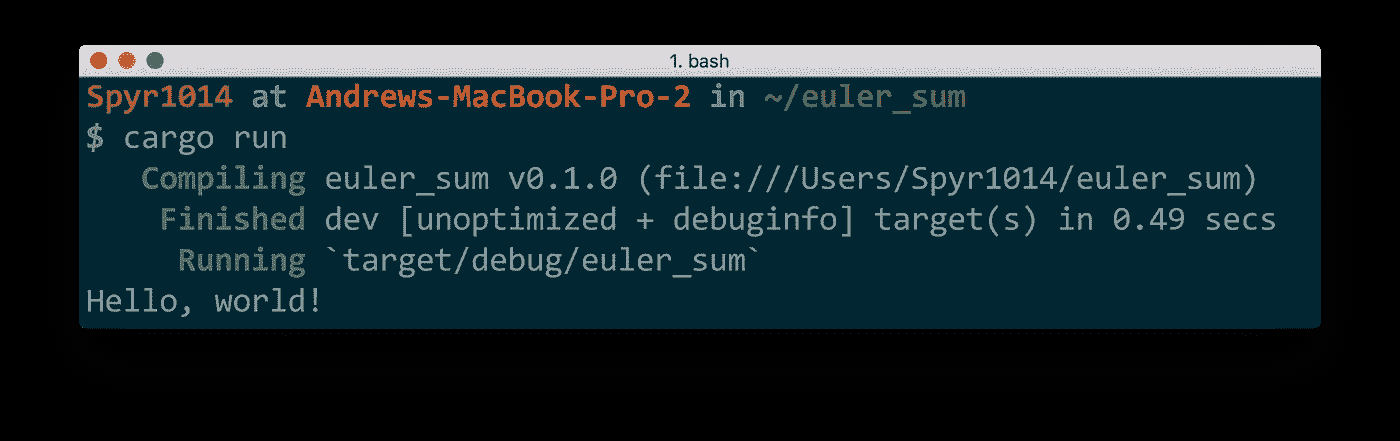 1. bash
Spyr1014 at Andrews-MacBook-Pro-2 in ~/euler_sum
$ cargo run
   Compiling euler_sum v0.1.0 (file:///Users/Spyr1014/euler_sum)
    Finished dev [unoptimized + debuginfo] target(s) in 0.49 secs
     Running `target/debug/euler_sum`
Hello, world!